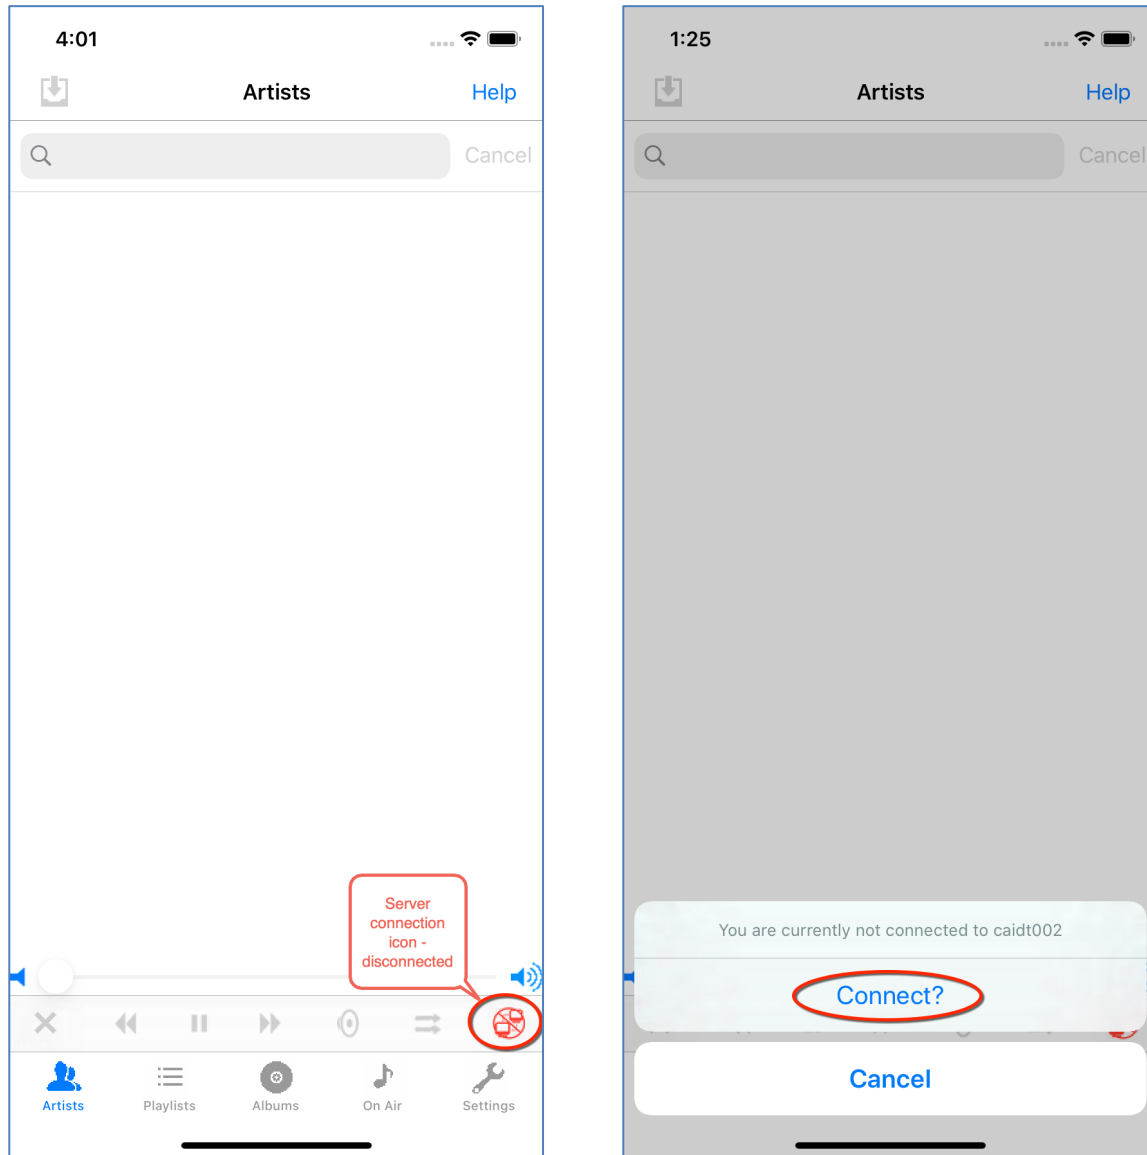 4:01
Artists
Help
Cancel
Server
connection
icon -
disconnected
Artists
Playlists
Albums
On Air
Settings
1:25
Artists
Help
Cancel
You are currently not connected to caidt002
Connect?
Cancel